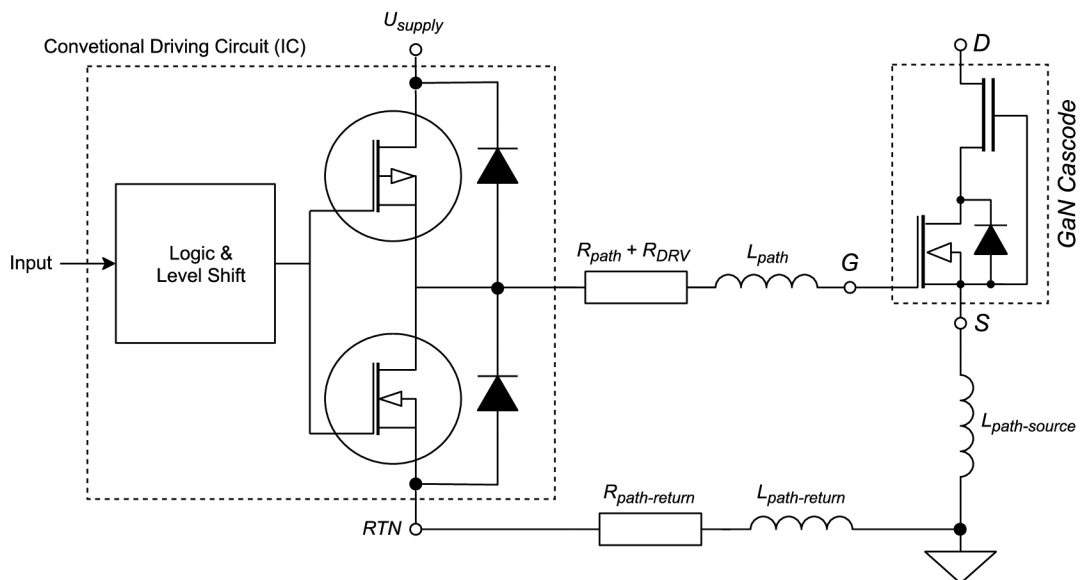 U_supply
Convetional Driving Circuit (IC)
D
GaN Cascode
Logic &
Level Shift
Input
R_path + R_DRV
L_path
G
S
L_path-source
R_path-return
L_path-return
RTN